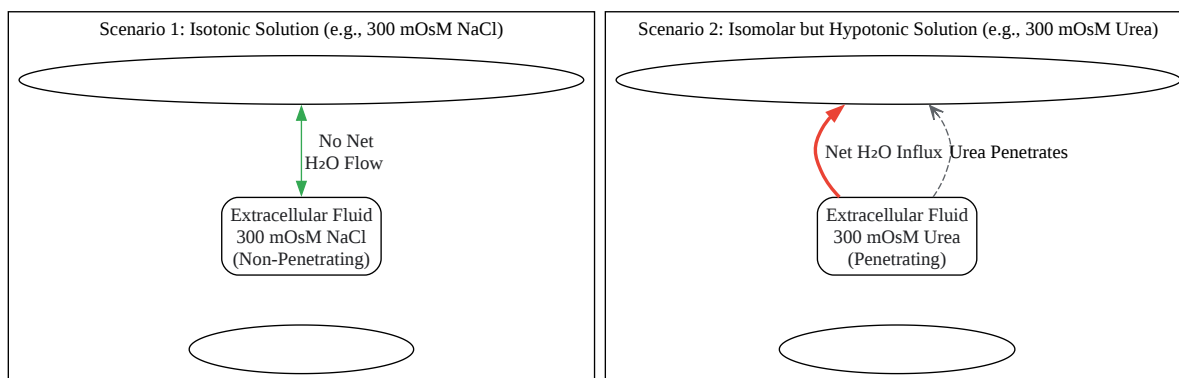 Scenario 1: Isotonic Solution (e.g., 300 mOsM NaCl)
No Net
H₂O Flow
Extracellular Fluid
300 mOsM NaCl
(Non-Penetrating)
Scenario 2: Isomolar but Hypotonic Solution (e.g., 300 mOsM Urea)
Net H₂O Influx
Urea Penetrates
Extracellular Fluid
300 mOsM Urea
(Penetrating)